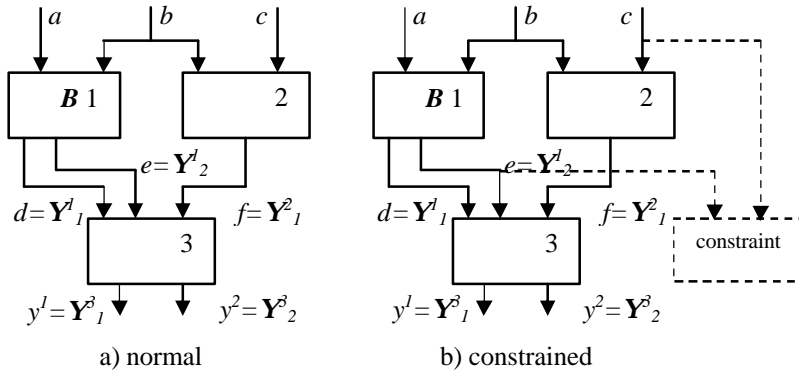 a b c a b c
B 1 2 B 1 2
e= Y¹₂ e= Y¹₂
d= Y¹₁ f= Y²₁ d= Y¹₁ f= Y²₁
3 3 constraint
y¹= Y³₁ y²= Y³₂ y¹= Y³₁ y²= Y³₂
a) normal b) constrained